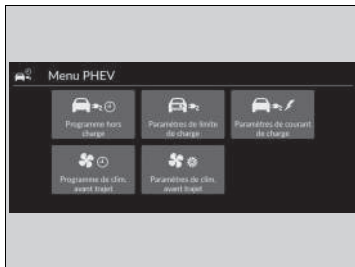 Menu PHEV
Programme hors
charge
Paramètres de limite
de charge
Paramètres de courant
de charge
Programme de clim.
avant trajet
Paramètres de clim.
avant trajet